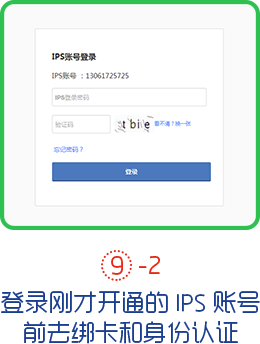 IPS账号登录
IPS账号 ：13061725725
IPS登录密码
验证码 看不清？换一张
忘记密码？
登录
⑨-2
登录刚才开通的 IPS 账号
前去绑卡和身份认证